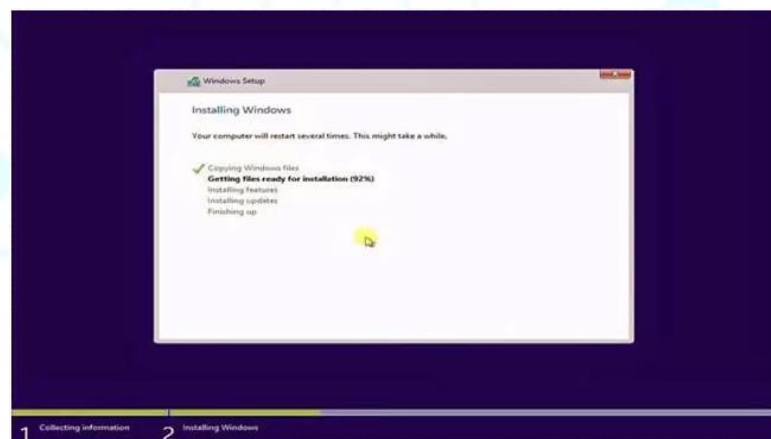 Windows Setup
Installing Windows
Your computer will restart several times. This might take a while.
Copying Windows files
Getting files ready for installation (92%)
Installing features
Installing updates
Finishing up
1 Collecting information
2 Installing Windows